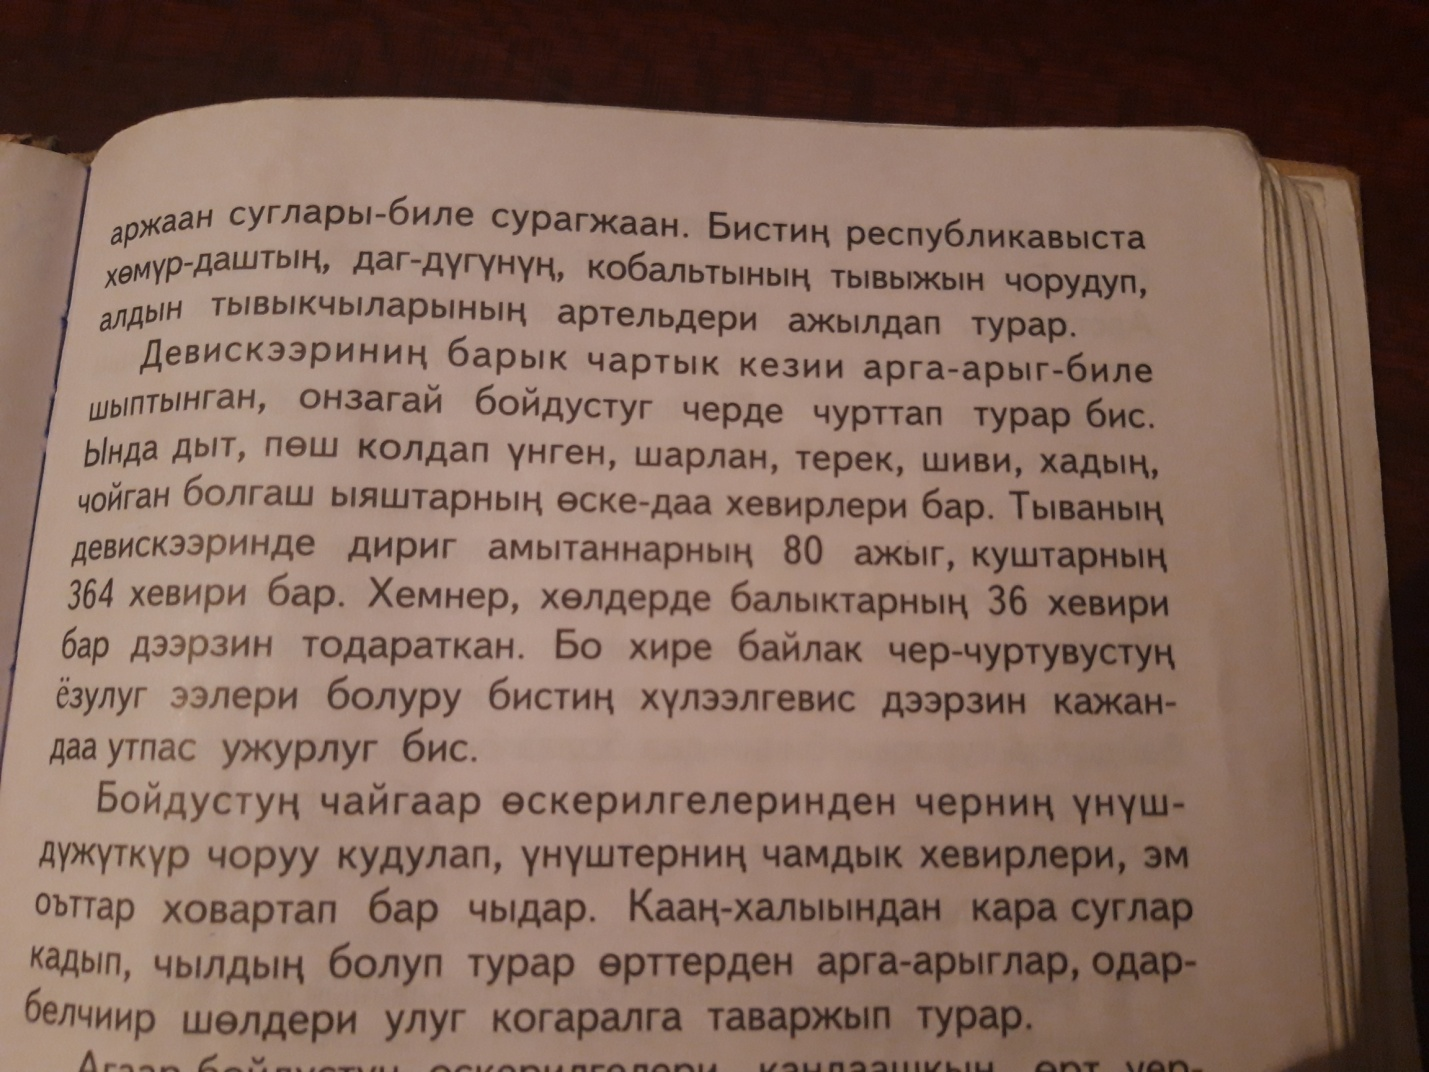 аржаан суглары-биле сурагжаан. Бистиң республикавыста
хөмүр-даштың, даг-дүгүнүң, кобальтының тывыжын чорудуп,
алдын тывыкчыларының артельдери ажылдап турар.
Девискээриниң барык чартык кезии арга-арыг-биле
шыптынган, онзагай бойдустуг черде чурттап турар бис.
Ында дыт, пөш колдап үнген, шарлан, терек, шиви, хадың,
чойган болгаш ыяштарның өске-даа хевирлери бар. Тываның
девискээринде дириг амытаннарның 80 ажыг, куштарның
364 хевири бар. Хемнер, хөлдерде балыктарның 36 хевири
бар дээрзин тодараткан. Бо хире байлак чер-чуртувустуң
ёзулуг ээлери болуру бистиң хүлээлгевис дээрзин кажан-
даа утпас ужурлуг бис.
Бойдустуң чайгаар өскерилгелеринден черниң үнүш-
дүжүткүр чоруу кудулап, үнүштерниң чамдык хевирлери, эм
оъттар ховартап бар чыдар. Кааң-халыындан кара суглар
кадып, чылдың болуп турар өрттерден арга-арыглар, одар-
белчиир шөлдери улуг когаралга таваржып турар.
Агаар-бойдустуң өскерилгелери, кандаашкын, өрт, үер-